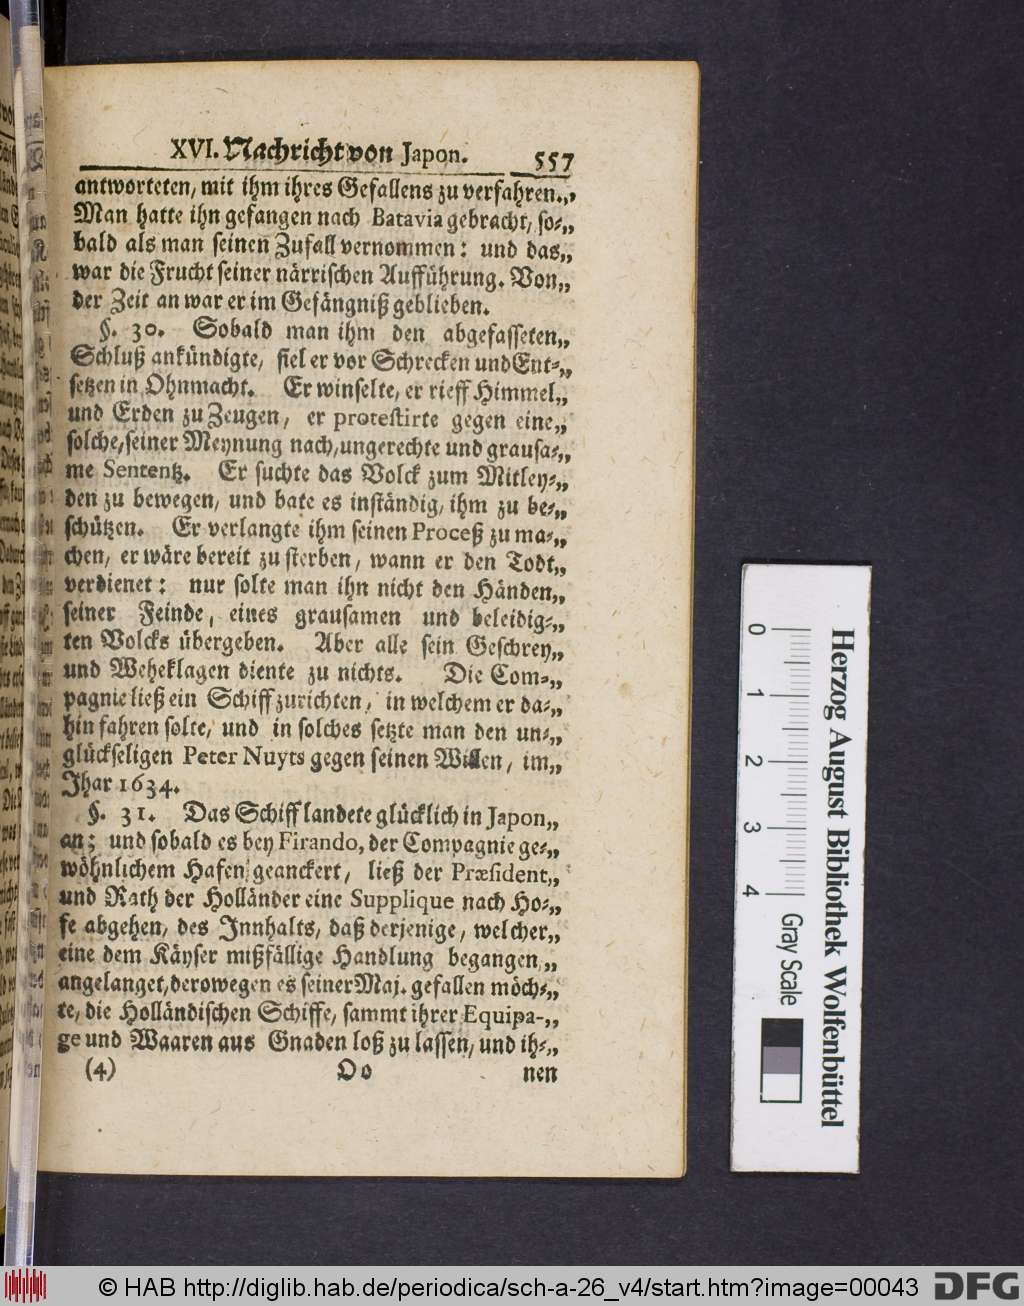 XVI. Nachricht von Japon. 557
antworteten, mit ihm ihres Gefallens zu verfahren.„
Man hatte ihn gefangen nach Batavia gebracht, so-„
bald als man seinen Zufall vernommen: und das„
war die Frucht seiner närrischen Aufführung. Von„
der Zeit an war er im Gefängniß geblieben.
§. 30. Sobald man ihm den abgefasseten„
Schluß ankündigte, fiel er vor Schrecken und Ent-„
setzen in Ohnmacht. Er winselte, er rieff Himmel„
und Erden zu Zeugen, er protestirte gegen eine„
solche, seiner Meynung nach, ungerechte und grausa-„
me Sententz. Er suchte das Volck zum Mitley-„
den zu bewegen, und bate es inständig, ihm zu be-„
schützen. Er verlangte ihm seinen Proceß zu ma-„
chen, er wäre bereit zu sterben, wann er den Todt„
verdienet: nur solte man ihn nicht den Händen„
seiner Feinde, eines grausamen und beleidig-„
ten Volcks übergeben. Aber alle sein Geschrey„
und Weheklagen diente zu nichts. Die Com-„
pagnie ließ ein Schiff zurichten, in welchem er da-„
hin fahren solte, und in solches setzte man den un-„
glückseligen Peter Nuyts gegen seinen Willen, im„
Jhar 1634.
§. 31. Das Schiff landete glücklich in Japon„
an; und sobald es bey Firando, der Compagnie ge-„
wöhnlichem Hafen geanckert, ließ der Præsident„
und Rath der Holländer eine Supplique nach Ho-„
fe abgehen, des Innhalts, daß derjenige, welcher„
eine dem Käyser mißfällige Handlung begangen„
angelanget, derowegen es seiner Maj. gefallen möch-„
te, die Holländischen Schiffe, sammt ihrer Equipa-„
ge und Waaren aus Gnaden loß zu lassen, und ih-„
(4) Oo nen
Herzog August Bibliothek Wolfenbüttel
0 1 2 3 4 Gray Scale
© HAB http://diglib.hab.de/periodica/sch-a-26_v4/start.htm?image=00043 DFG